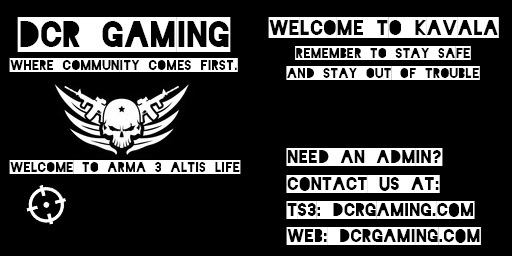 DCR GAMING
WHERE COMMUNITY COMES FIRST.
WELCOME TO ARMA 3 ALTIS LIFE
WELCOME TO KAVALA
REMEMBER TO STAY SAFE
AND STAY OUT OF TROUBLE
NEED AN ADMIN?
CONTACT US AT:
TS3: DCRGAMING.COM
WEB: DCRGAMING.COM